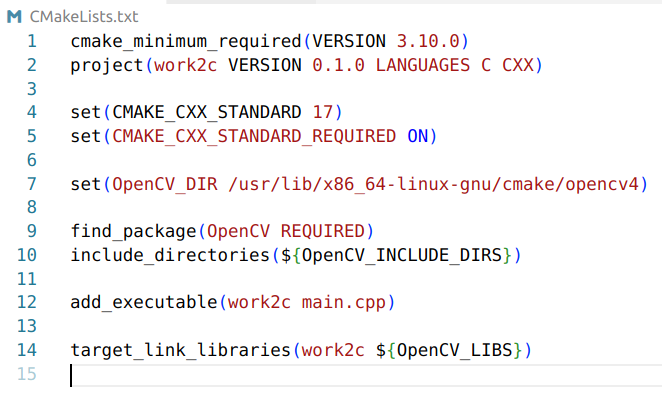 CMakeLists.txt
1 cmake_minimum_required(VERSION 3.10.0)
2 project(work2c VERSION 0.1.0 LANGUAGES C CXX)
3
4 set(CMAKE_CXX_STANDARD 17)
5 set(CMAKE_CXX_STANDARD_REQUIRED ON)
6
7 set(OpenCV_DIR /usr/lib/x86_64-linux-gnu/cmake/opencv4)
8
9 find_package(OpenCV REQUIRED)
10 include_directories(${OpenCV_INCLUDE_DIRS})
11
12 add_executable(work2c main.cpp)
13
14 target_link_libraries(work2c ${OpenCV_LIBS})
15